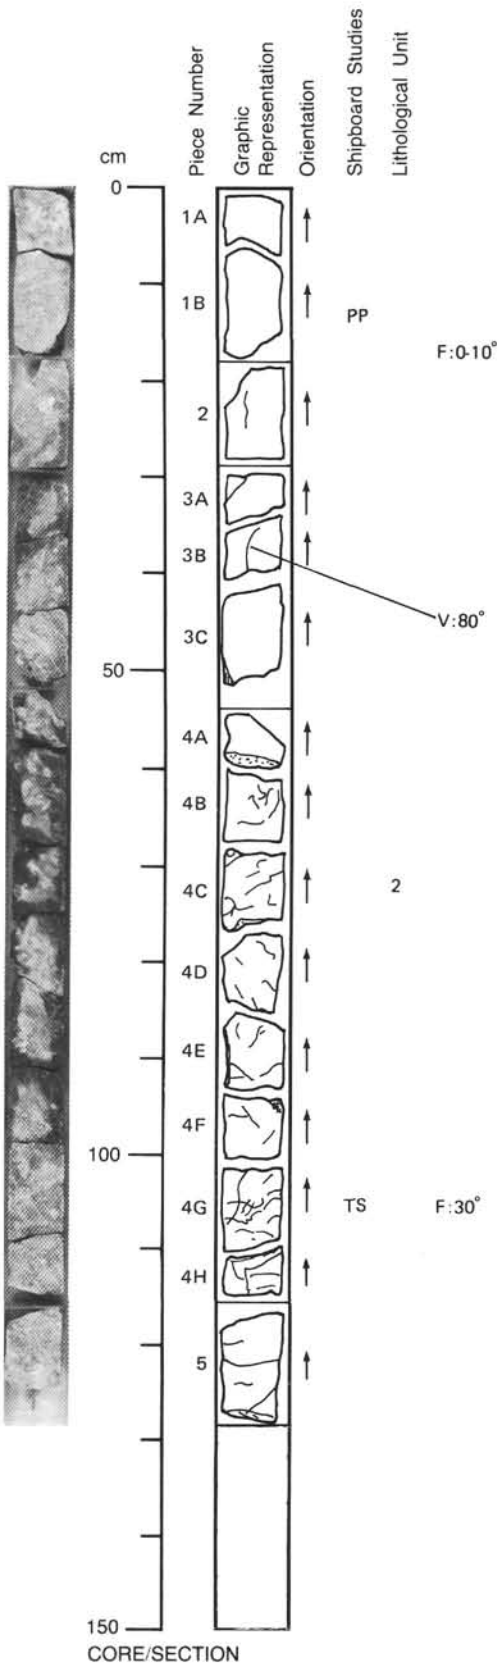 cm
Piece Number
Graphic
Representation
Orientation
Shipboard Studies
Lithological Unit
0
1A
1B
PP
F:0-10°
2
3A
3B
V:80°
3C
50
4A
4B
4C
2
4D
4E
4F
100
4G
TS
F:30°
4H
5
150
CORE/SECTION